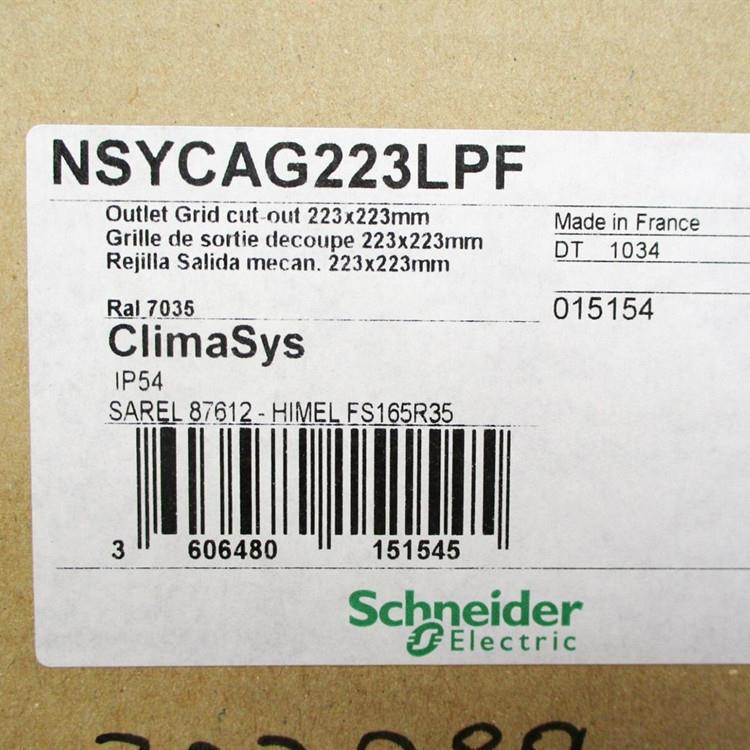 NSYCAG223LPF
Outlet Grid cut-out 223x223mm
Grille de sortie decoupe 223x223mm
Rejilla Salida mecan. 223x223mm
Made in France
DT 1034
Ral 7035
015154
ClimaSys
IP54
SAREL 87612 - HIMEL FS165R35
3 606480 151545
Schneider
Electric